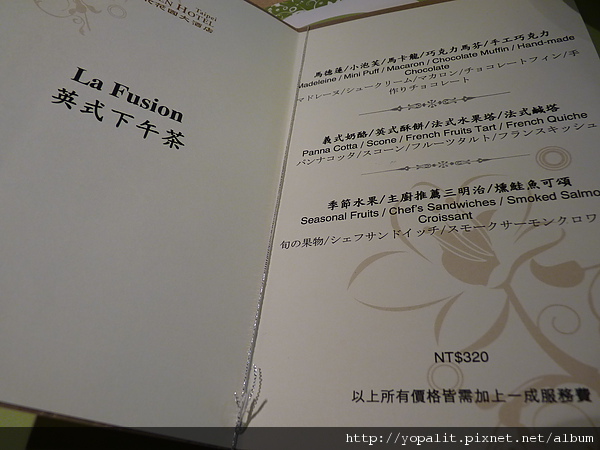 Taipei
HOTEL
花園大酒店
La Fusion
英式下午茶
馬德蓮/小泡芙/馬卡龍/巧克力馬芬/手工巧克力
Madeleine / Mini Puff / Macaron / Chocolate Muffin / Hand-made
Chocolate
マドレーヌ/シュークリーム/マカロン/チョコレートフィン/手
作りチョコレート
義式奶酪/英式酥餅/法式水果塔/法式鹹塔
Panna Cotta / Scone / French Fruits Tart / French Quiche
パンナコッタ/スコーン/フルーツタルト/フランスキッシュ
季節水果/主廚推薦三明治/燻鮭魚可頌
Seasonal Fruits / Chef's Sandwiches / Smoked Salmo
Croissant
旬の果物/シェフサンドイッチ/スモークサーモンクロワ
NT$320
以上所有價格皆需加上一成服務費
http://yopalit.pixnet.net/album